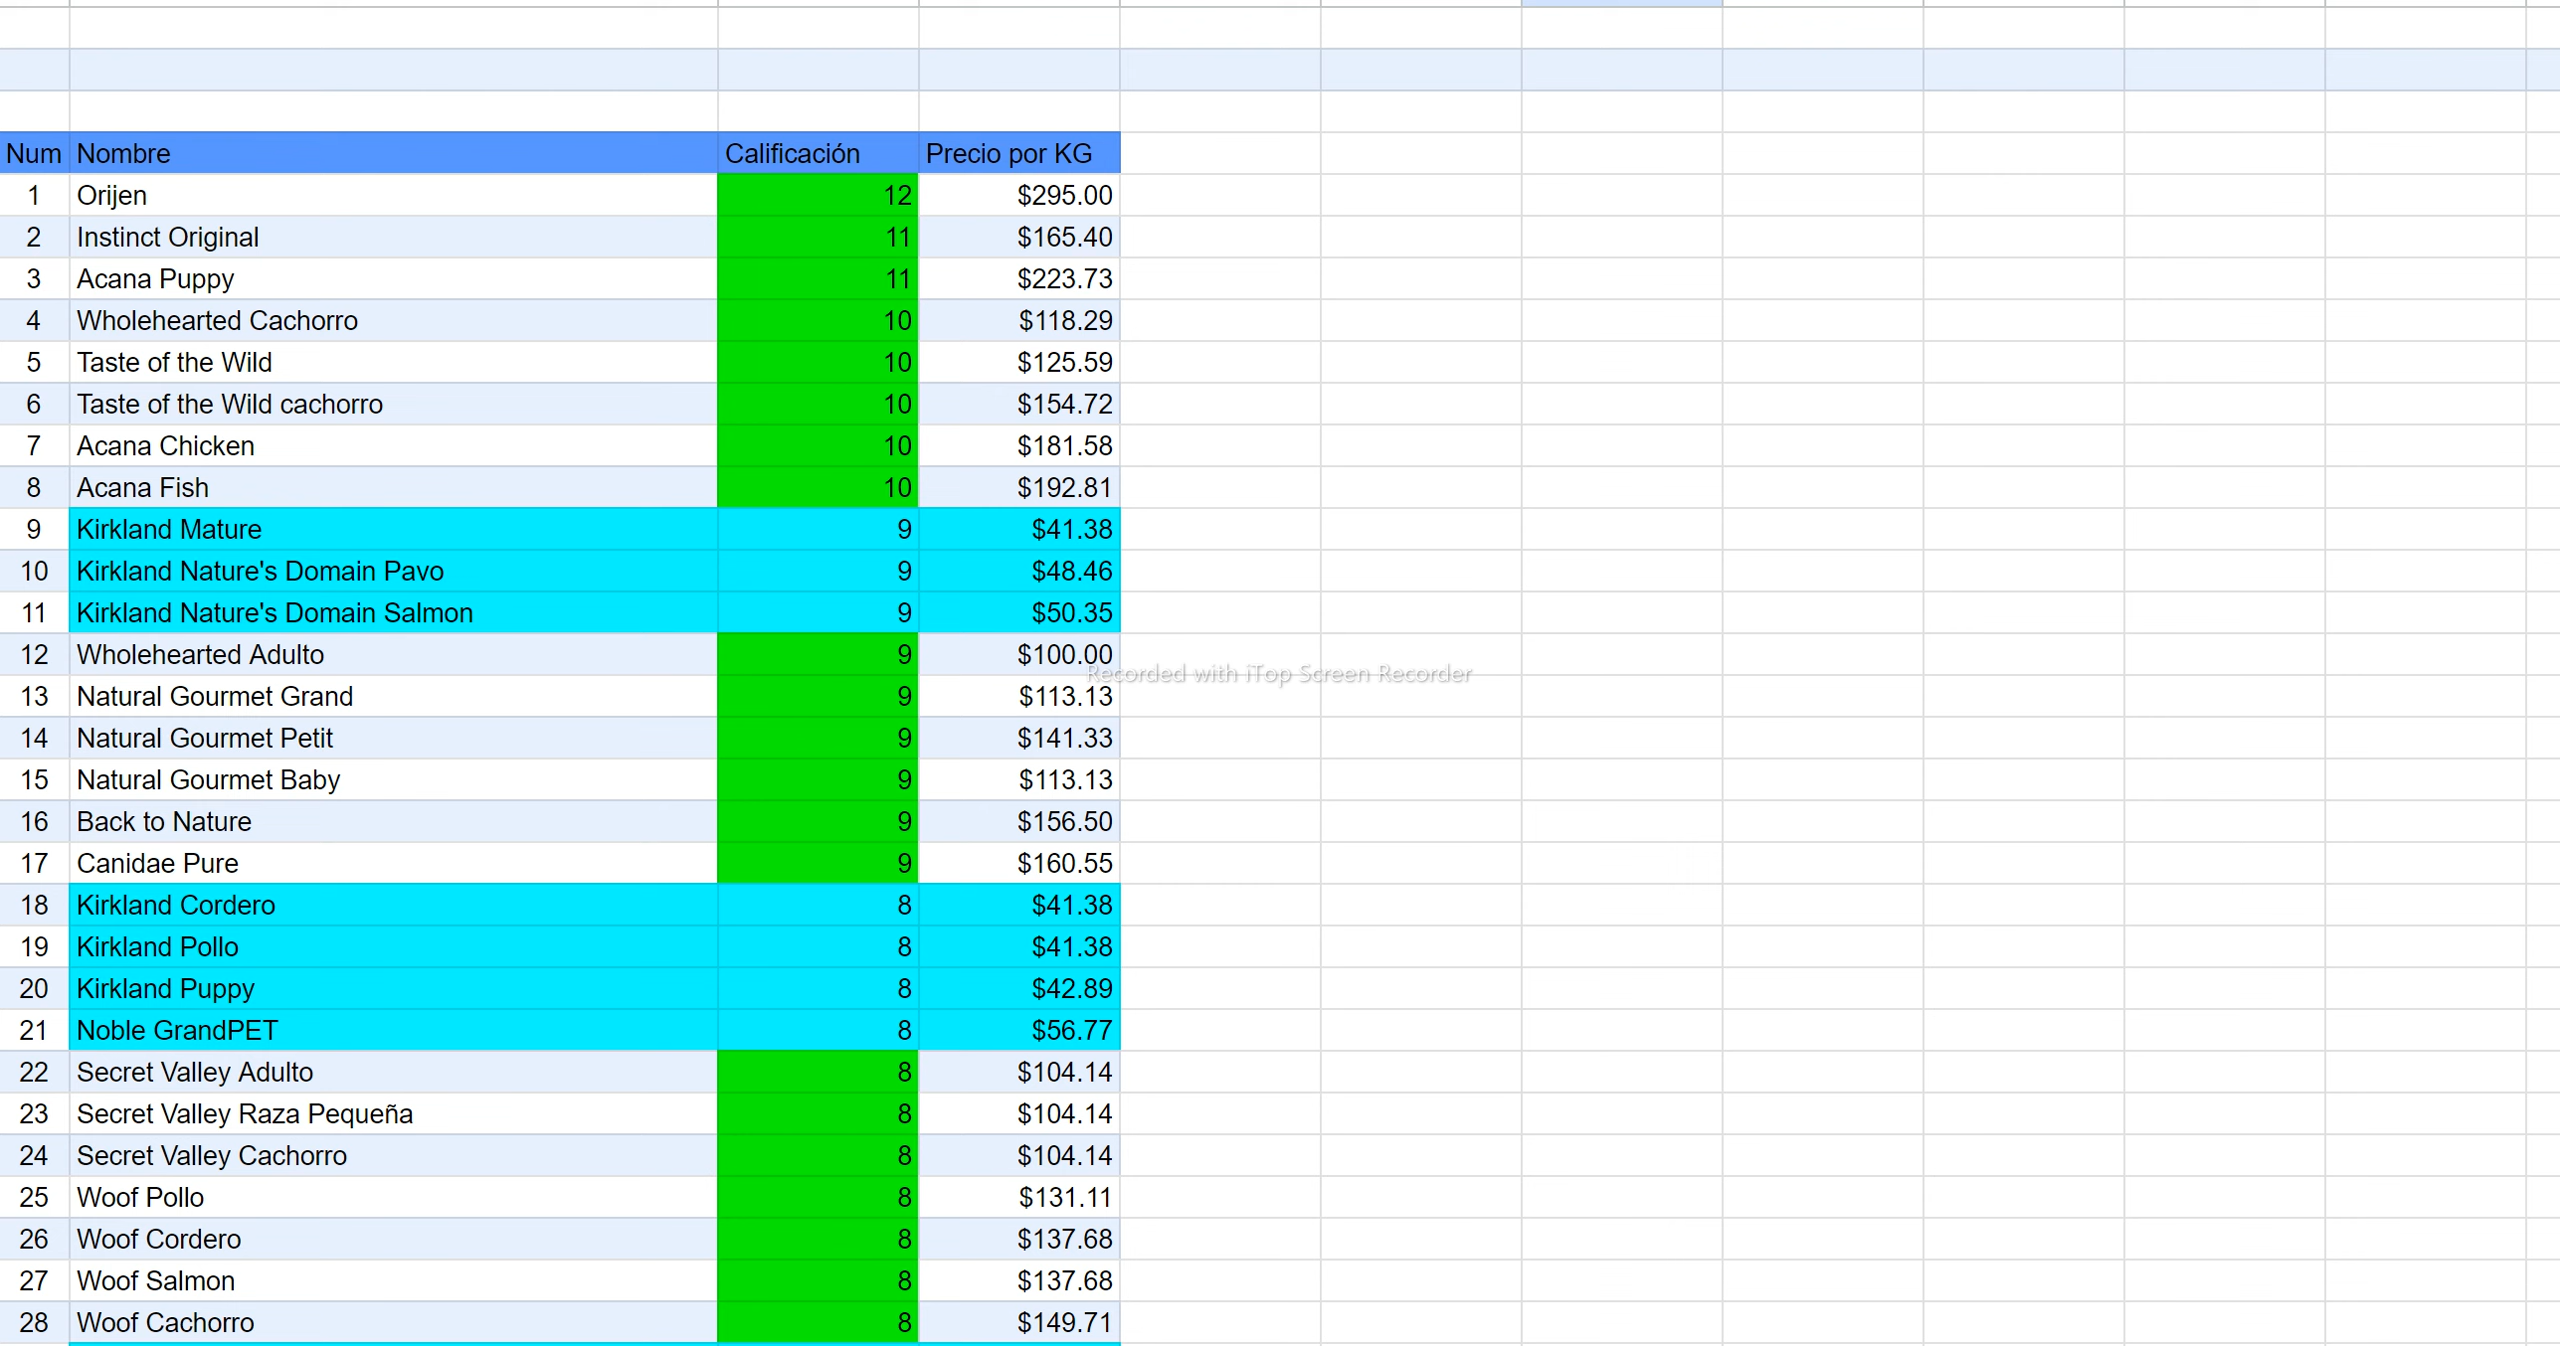 Num Nombre Calificación Precio por KG
1 Orijen 12 $295.00
2 Instinct Original 11 $165.40
3 Acana Puppy 11 $223.73
4 Wholehearted Cachorro 10 $118.29
5 Taste of the Wild 10 $125.59
6 Taste of the Wild cachorro 10 $154.72
7 Acana Chicken 10 $181.58
8 Acana Fish 10 $192.81
9 Kirkland Mature 9 $41.38
10 Kirkland Nature's Domain Pavo 9 $48.46
11 Kirkland Nature's Domain Salmon 9 $50.35
12 Wholehearted Adulto 9 $100.00
Recorded with iTop Screen Recorder
13 Natural Gourmet Grand 9 $113.13
14 Natural Gourmet Petit 9 $141.33
15 Natural Gourmet Baby 9 $113.13
16 Back to Nature 9 $156.50
17 Canidae Pure 9 $160.55
18 Kirkland Cordero 8 $41.38
19 Kirkland Pollo 8 $41.38
20 Kirkland Puppy 8 $42.89
21 Noble GrandPET 8 $56.77
22 Secret Valley Adulto 8 $104.14
23 Secret Valley Raza Pequeña 8 $104.14
24 Secret Valley Cachorro 8 $104.14
25 Woof Pollo 8 $131.11
26 Woof Cordero 8 $137.68
27 Woof Salmon 8 $137.68
28 Woof Cachorro 8 $149.71